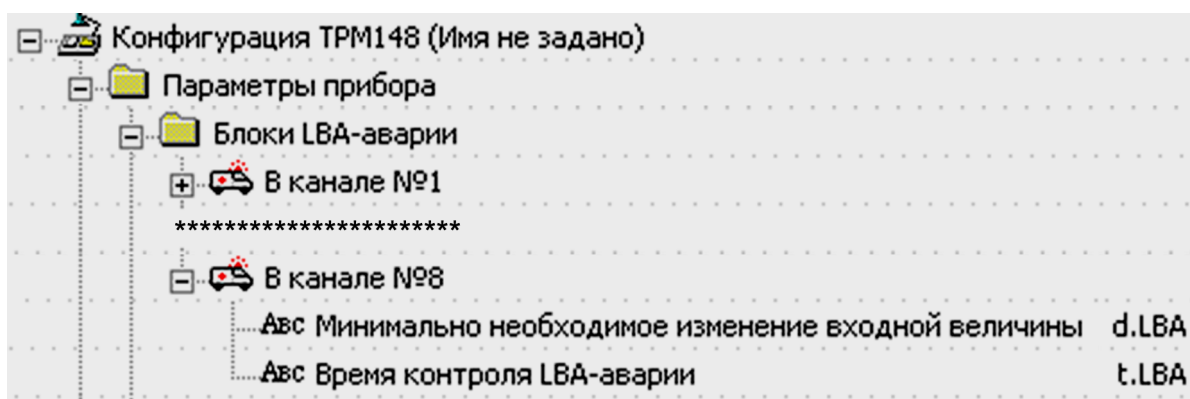 Конфигурация ТРМ148 (Имя не задано)
Параметры прибора
Блоки LBA-аварии
В канале №1
***********************
В канале №8
Авс Минимально необходимое изменение входной величины d.LBA
Авс Время контроля LBA-аварии t.LBA